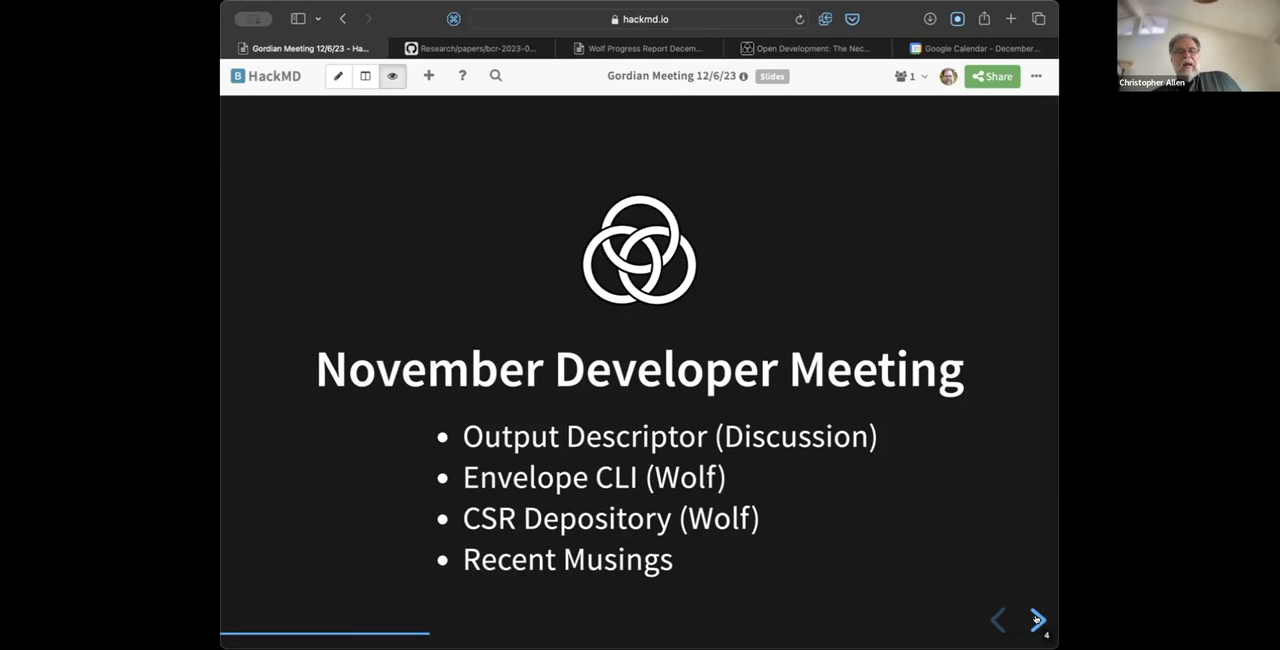 hackmd.io
Gordian Meeting 12/6/23 - Ha...
Research/papers/bcr-2023-0...
Wolf Progress Report Decem...
Open Development: The Nec...
Google Calendar - December...
B HackMD
?
Gordian Meeting 12/6/23
Slides
1
Share
Christopher Allen
November Developer Meeting
• Output Descriptor (Discussion)
• Envelope CLI (Wolf)
• CSR Depository (Wolf)
• Recent Musings
4